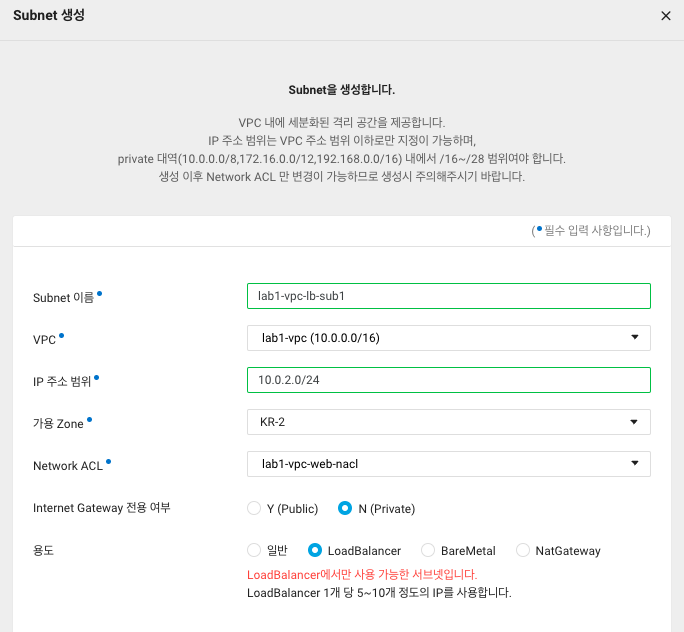 Subnet 생성
Subnet을 생성합니다.
VPC 내에 세분화된 격리 공간을 제공합니다.
IP 주소 범위는 VPC 주소 범위 이하로만 지정이 가능하며,
private 대역(10.0.0.0/8,172.16.0.0/12,192.168.0.0/16) 내에서 /16~/28 범위여야 합니다.
생성 이후 Network ACL 만 변경이 가능하므로 생성시 주의해주시기 바랍니다.
(• 필수 입력 사항입니다.)
Subnet 이름 • lab1-vpc-lb-sub1
VPC • lab1-vpc (10.0.0.0/16)
IP 주소 범위 • 10.0.2.0/24
가용 Zone • KR-2
Network ACL • lab1-vpc-web-nacl
Internet Gateway 전용 여부 Y (Public) N (Private)
용도 일반 LoadBalancer BareMetal NatGateway
LoadBalancer에서만 사용 가능한 서브넷입니다.
LoadBalancer 1개 당 5~10개 정도의 IP를 사용합니다.